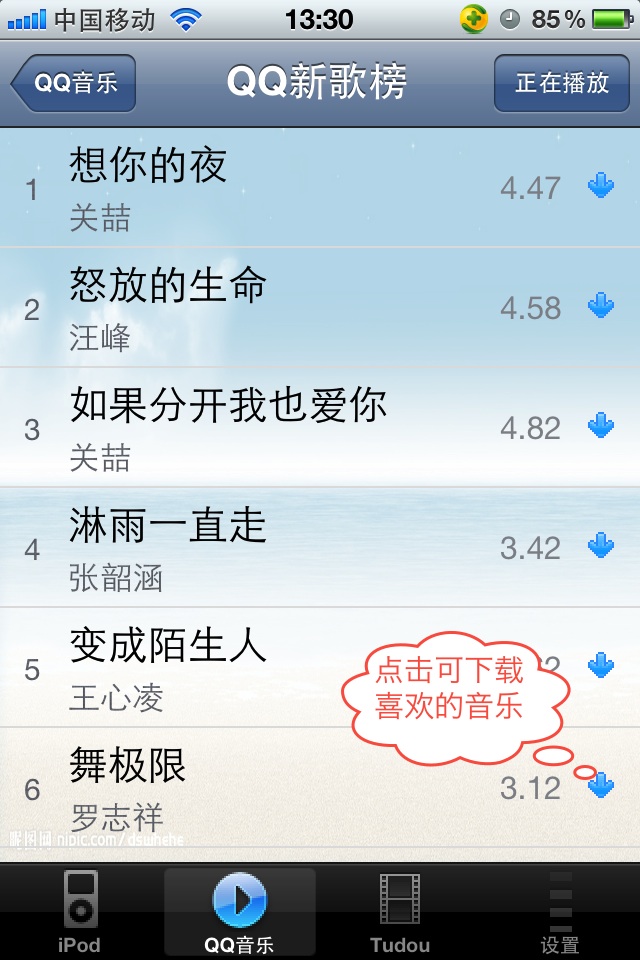 中国移动 13:30 85%
QQ音乐 QQ新歌榜 正在播放
1 想你的夜 4.47
关喆
2 怒放的生命 4.58
汪峰
3 如果分开我也爱你 4.82
关喆
4 淋雨一直走 3.42
张韶涵
5 变成陌生人 2
王心凌
点击可下载
喜欢的音乐
6 舞极限 3.12
罗志祥
昵图网 nipic.com/dswhehe
iPod QQ音乐 Tudou 设置